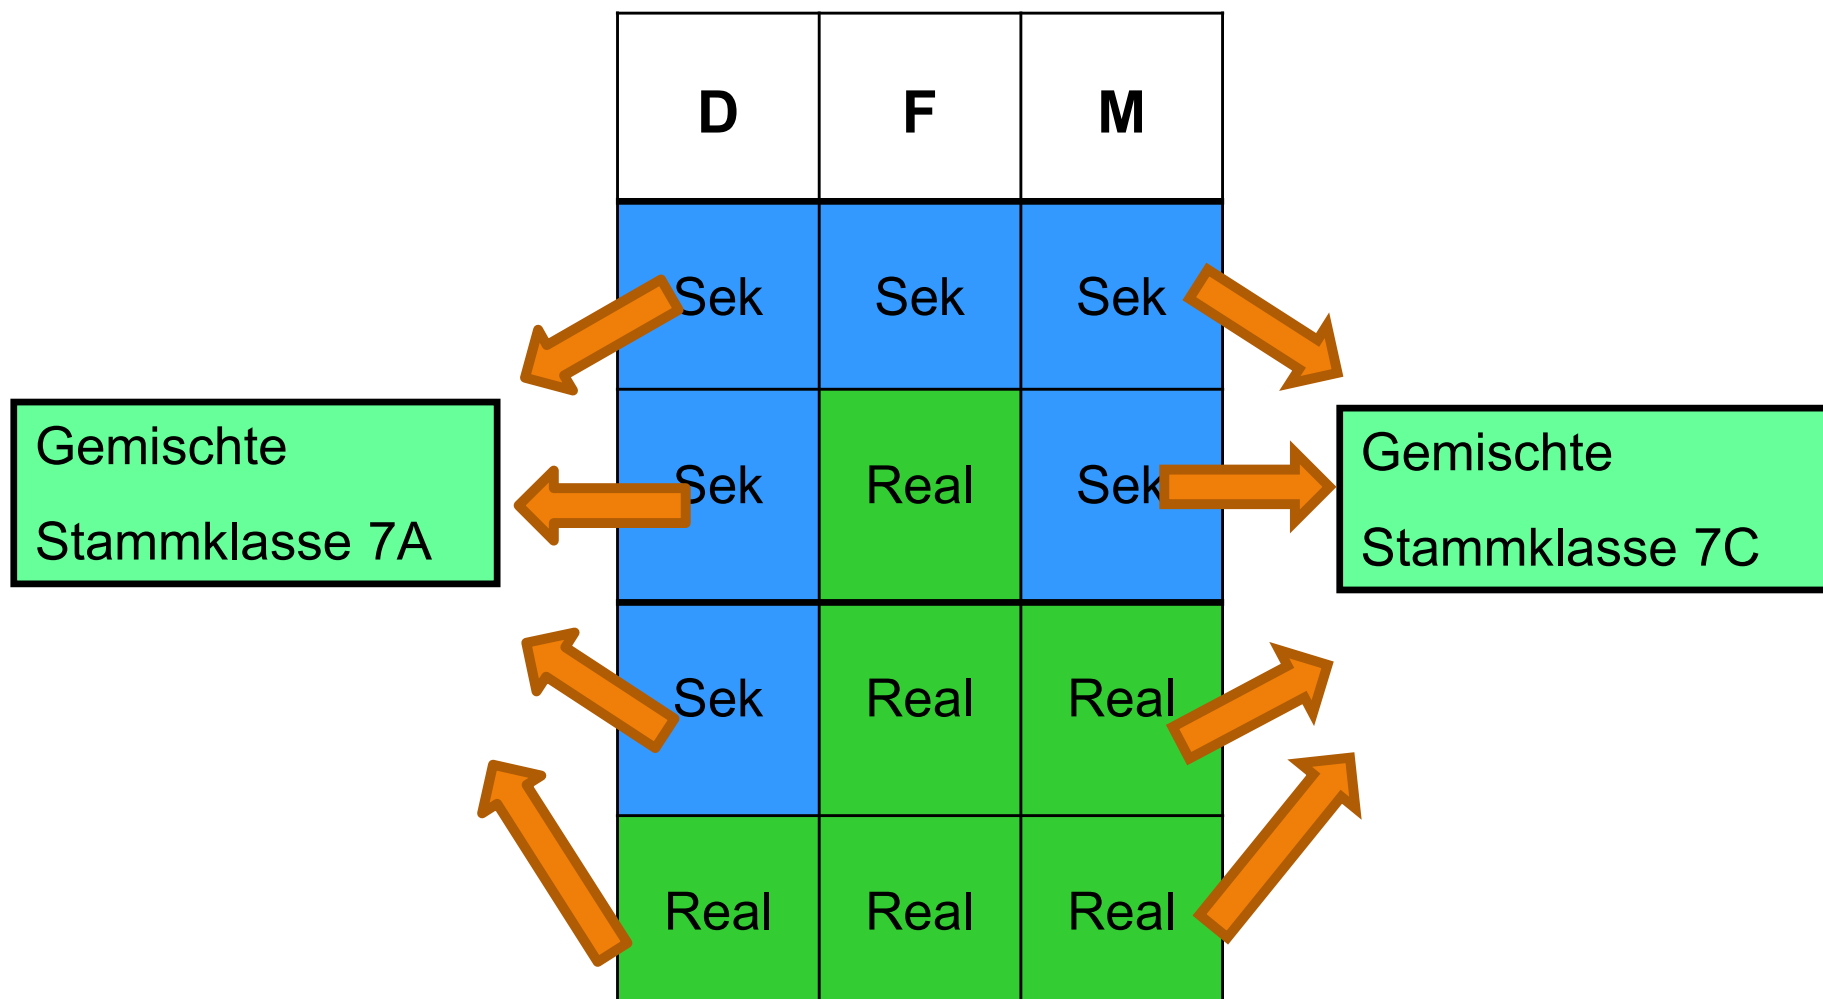 D F M
Sek Sek Sek
Gemischte
Stammklasse 7A
Sek Real Sek
Gemischte
Stammklasse 7C
Sek Real Real
Real Real Real